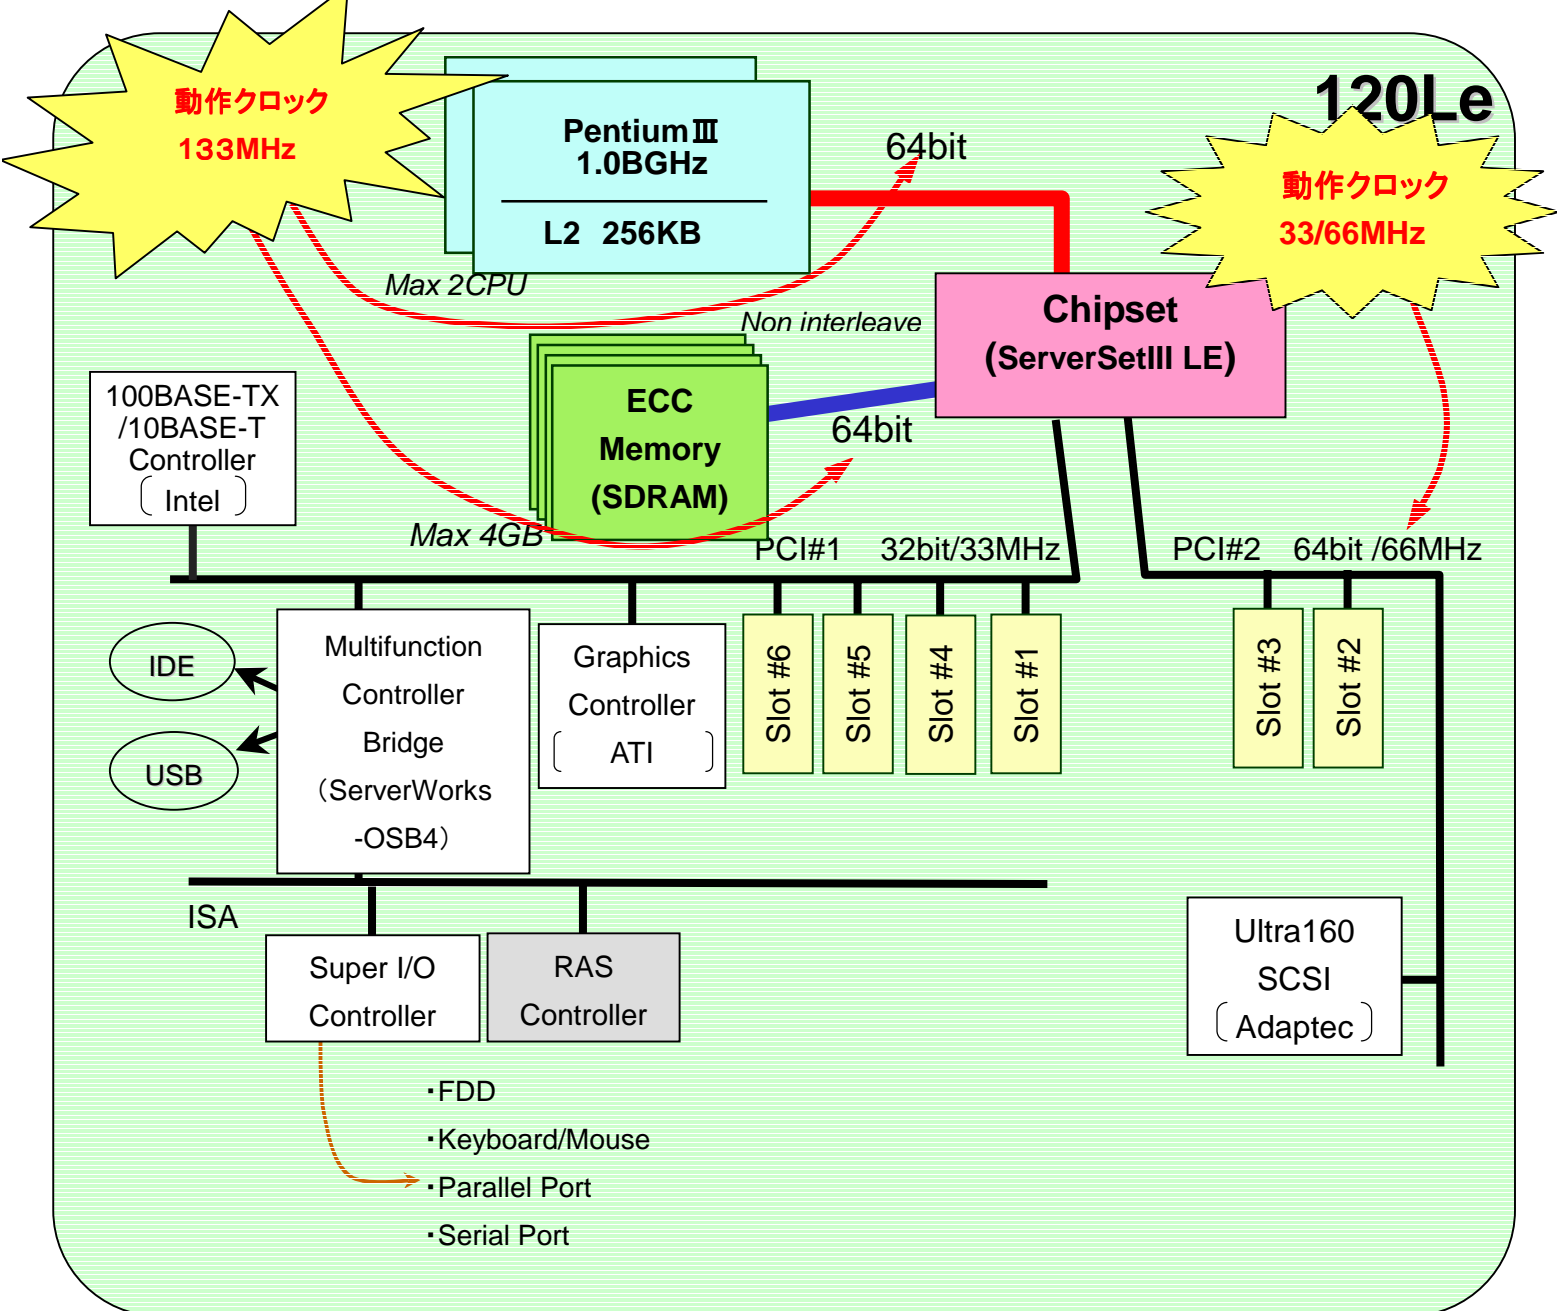 120Le
動作クロック
133MHz
PentiumⅢ
1.0BGHz
L2 256KB
Max 2CPU
64bit
動作クロック
33/66MHz
Non interleave
Chipset
(ServerSetIII LE)
ECC
Memory
(SDRAM)
64bit
Max 4GB
100BASE-TX
/10BASE-T
Controller
〔 Intel 〕
PCI#1 32bit/33MHz
PCI#2 64bit /66MHz
IDE
USB
Multifunction
Controller
Bridge
（ServerWorks
-OSB4）
Graphics
Controller
〔 ATI 〕
Slot #6
Slot #5
Slot #4
Slot #1
Slot #3
Slot #2
ISA
Super I/O
Controller
RAS
Controller
Ultra160
SCSI
〔 Adaptec 〕
・FDD
・Keyboard/Mouse
・Parallel Port
・Serial Port